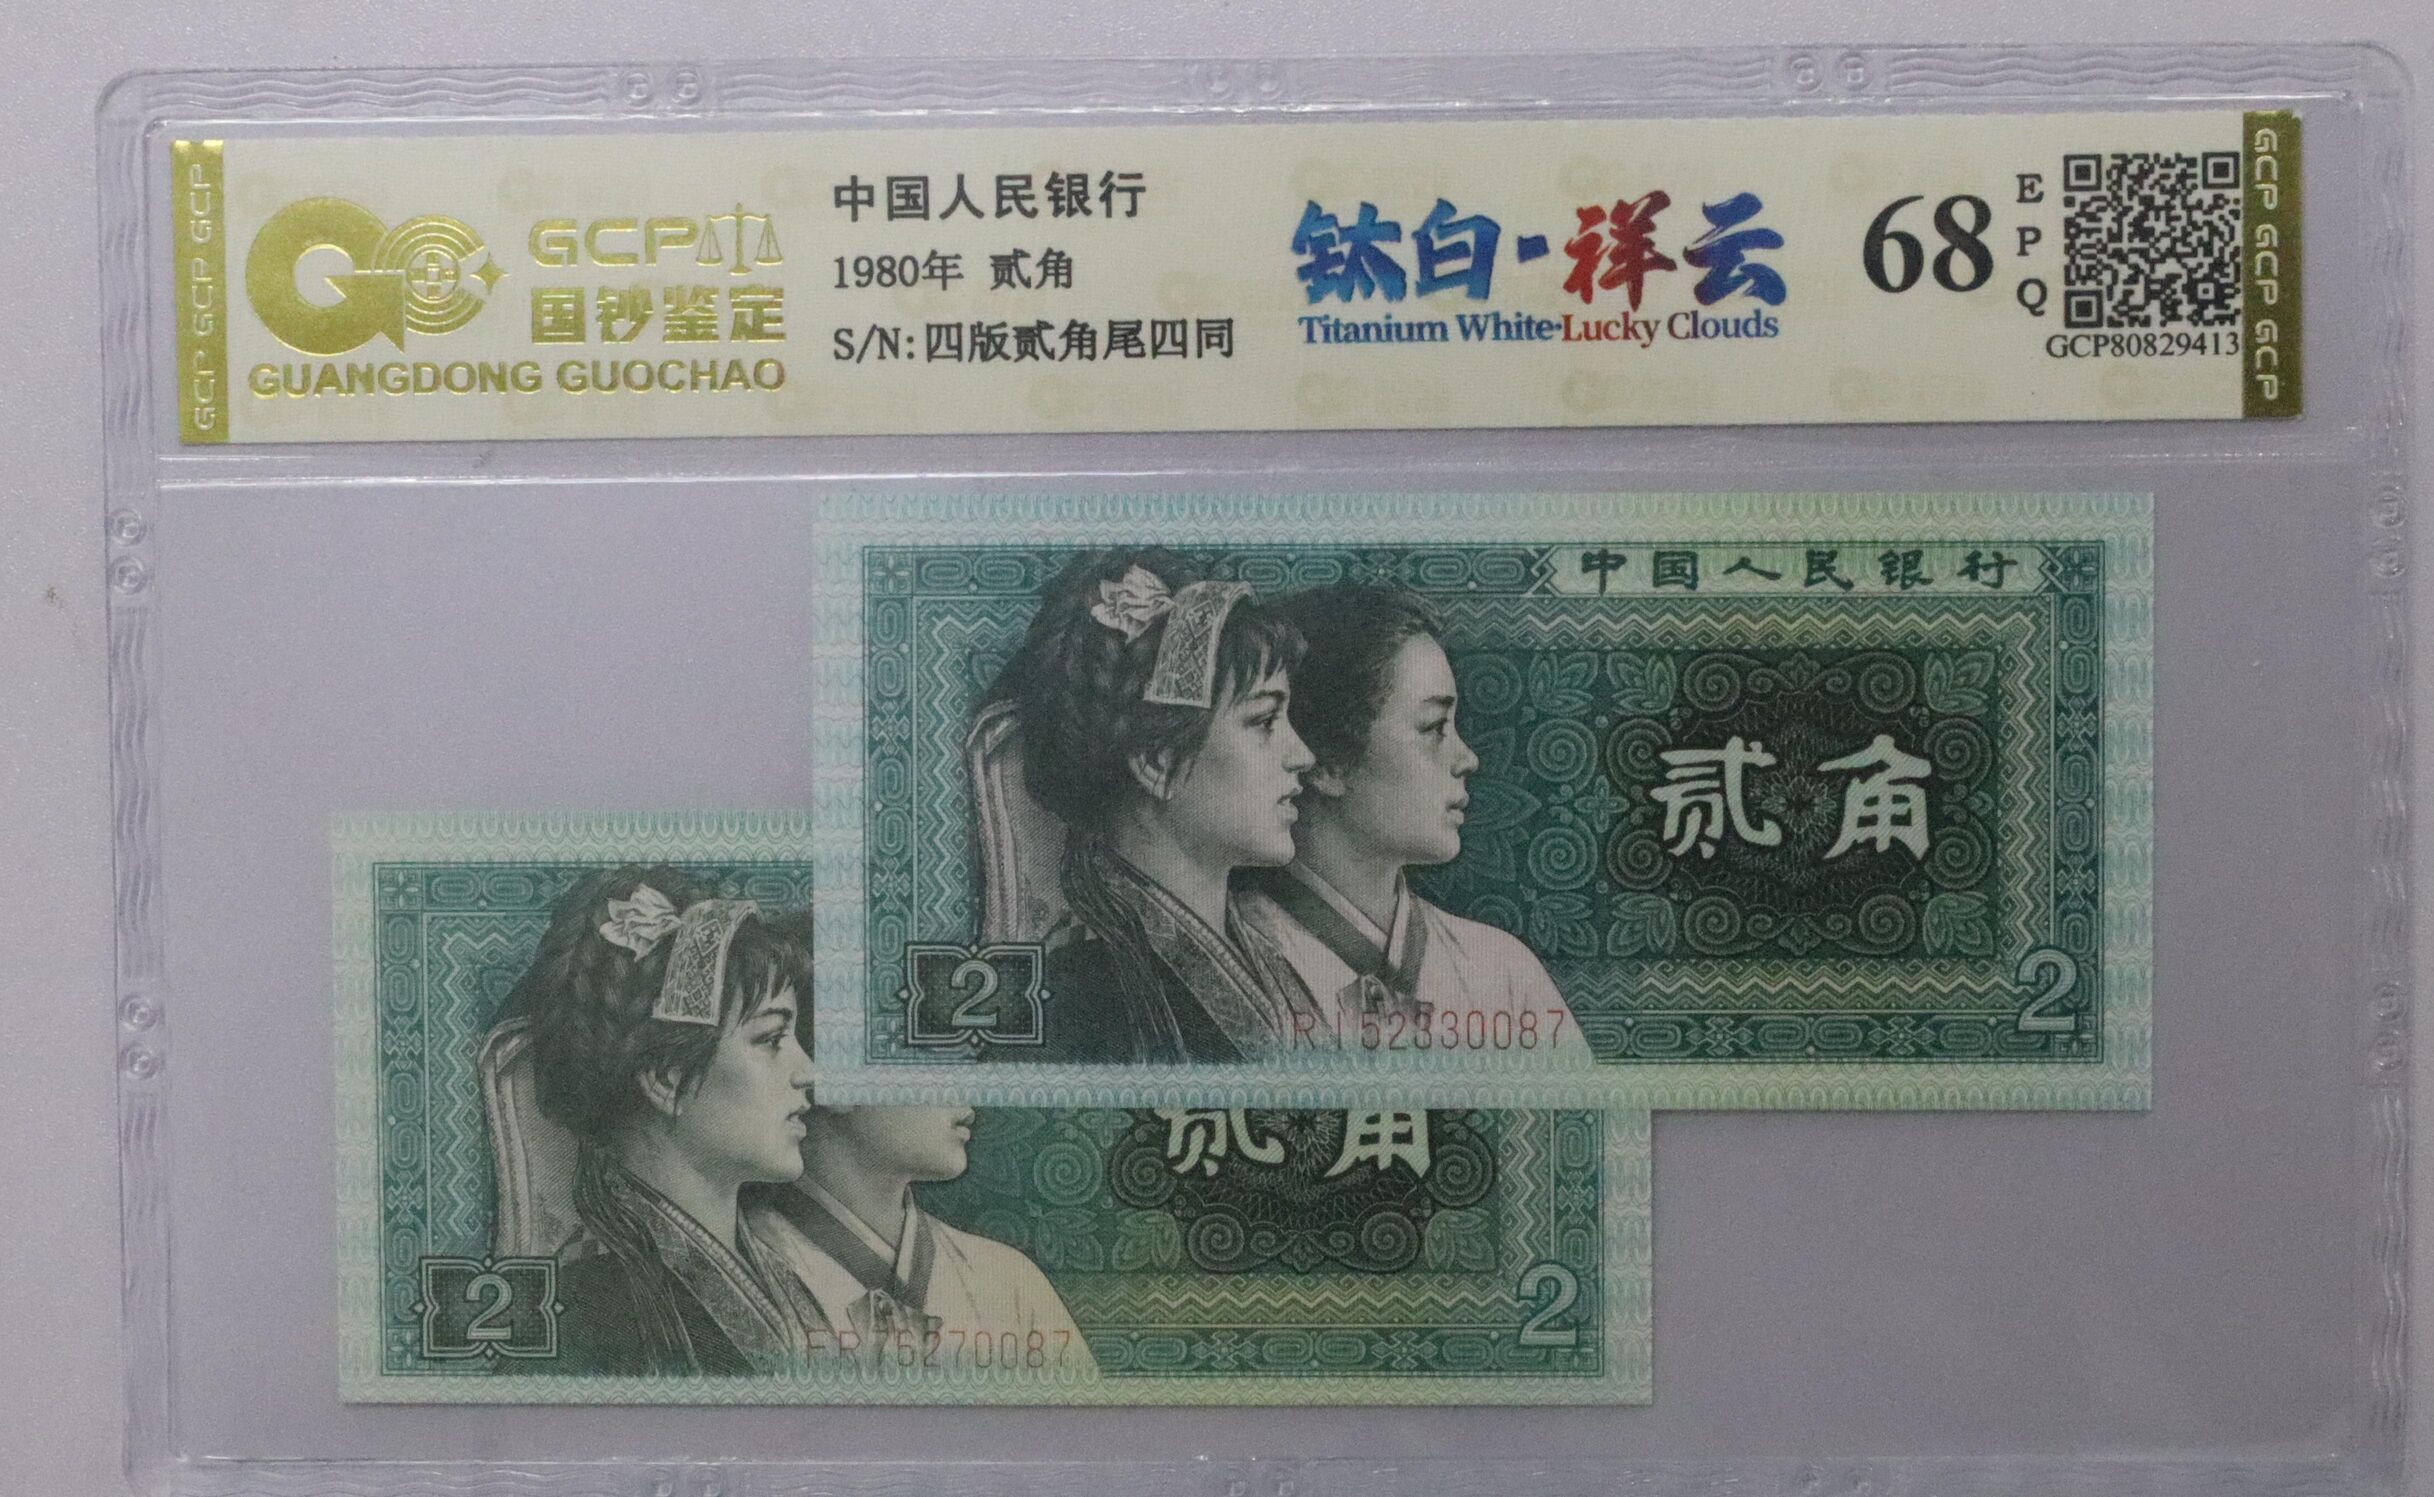 GCP GCP GCP
GCP
国钞鉴定
GUANGDONG GUOCHAO
中国人民银行
1980年 贰角
S/N:四版贰角尾四同
钛白·祥云
Titanium White·Lucky Clouds
68
EPQ
GCP80829413
GCP GCP GCP
中国人民银行
贰角
2
RI52330087
2
贰角
2
FR76270087
2